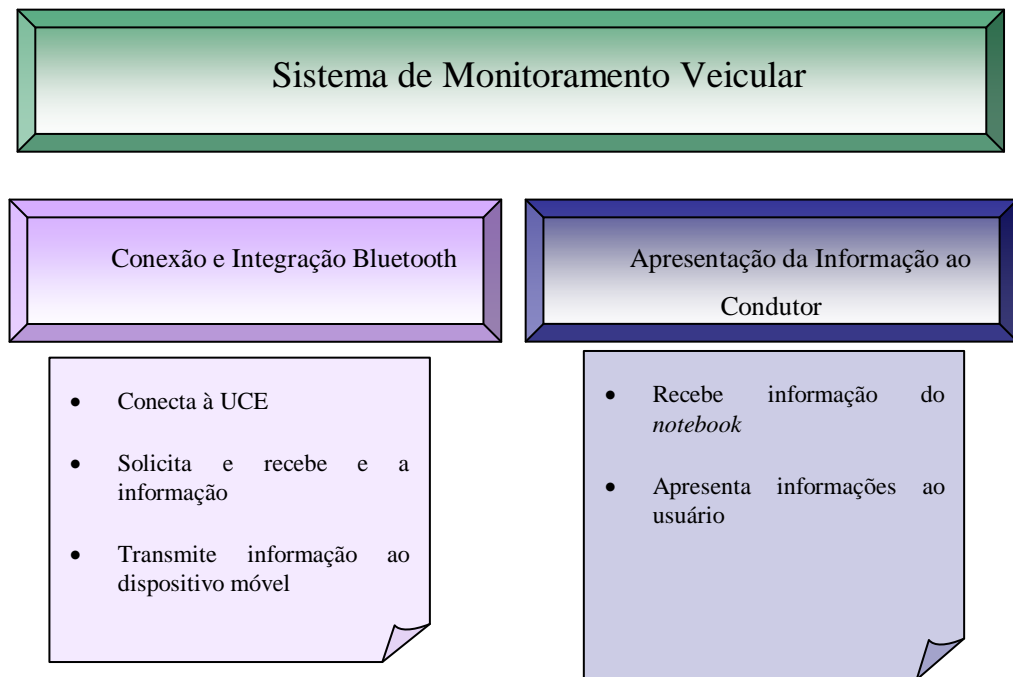 Sistema de Monitoramento Veicular
Conexão e Integração Bluetooth
• Conecta à UCE
• Solicita e recebe e a
informação
• Transmite informação ao
dispositivo móvel
Apresentação da Informação ao
Condutor
• Recebe informação do
notebook
• Apresenta informações ao
usuário